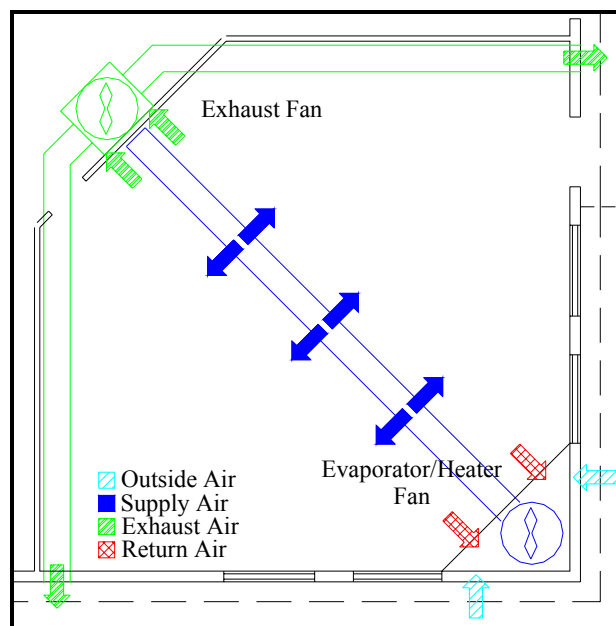 Exhaust Fan
Evaporator/Heater
Fan
Outside Air
Supply Air
Exhaust Air
Return Air